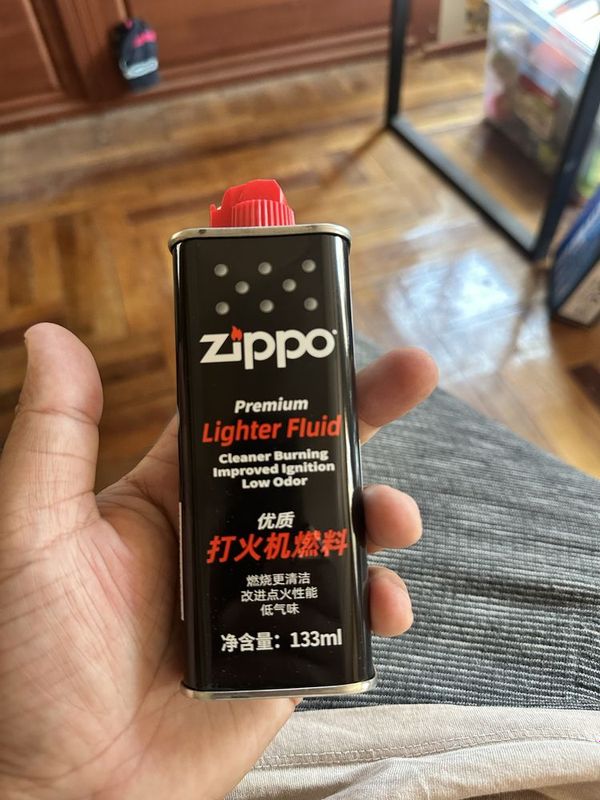 zippo
Premium
Lighter Fluid
Cleaner Burning
Improved Ignition
Low Odor
优质
打火机燃料
燃烧更清洁
改进点火性能
低气味
净含量：133ml